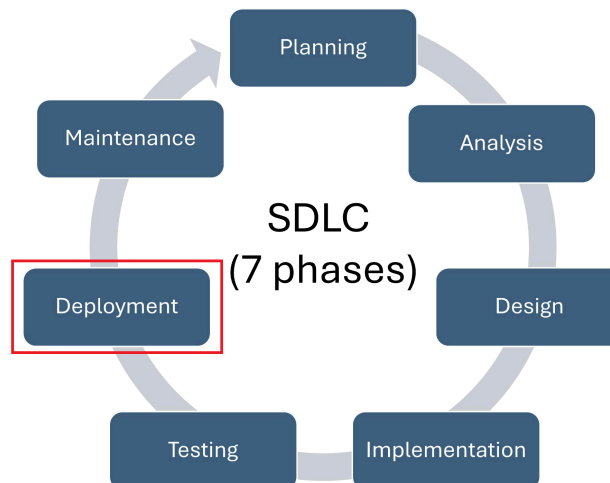 Planning
Maintenance
Analysis
SDLC
(7 phases)
Deployment
Design
Testing
Implementation